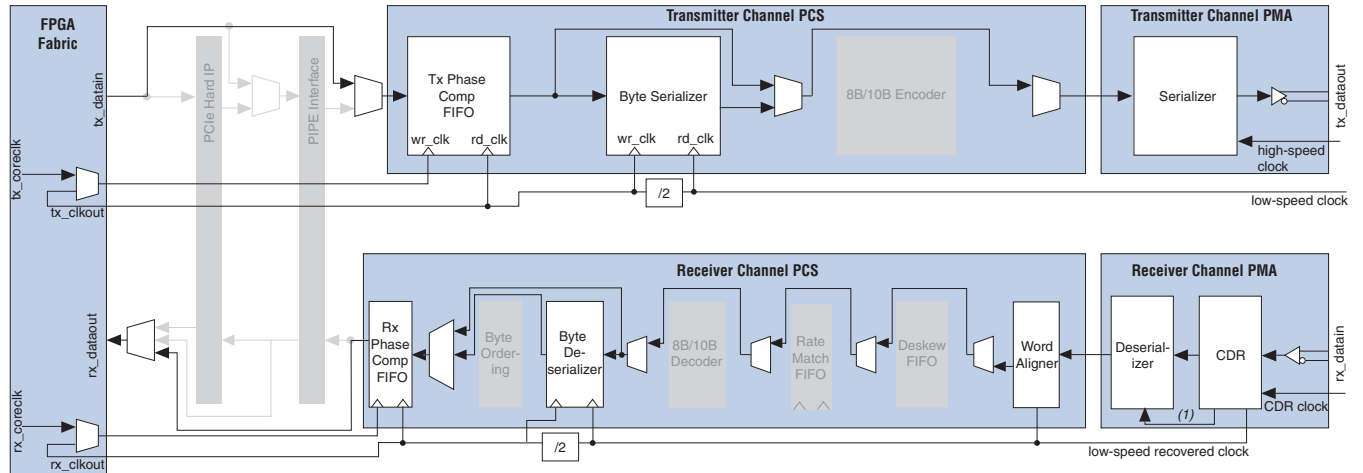 FPGA
Fabric
Transmitter Channel PCS
Transmitter Channel PMA
tx_datain
PCIe Hard IP
PIPE Interface
Tx Phase
Comp
FIFO
wr_clk
rd_clk
Byte Serializer
wr_clk
rd_clk
8B/10B Encoder
Serializer
tx_dataout
high-speed
clock
tx_coreclk
tx_clkout
/2
low-speed clock
Receiver Channel PCS
Receiver Channel PMA
rx_dataout
Rx
Phase
Comp
FIFO
Byte
Order-
ing
Byte
De-
serializer
8B/10B
Decoder
Rate
Match
FIFO
Deskew
FIFO
Word
Aligner
Deserial-
izer
CDR
rx_datain
CDR clock
(1)
rx_coreclk
rx_clkout
/2
low-speed recovered clock